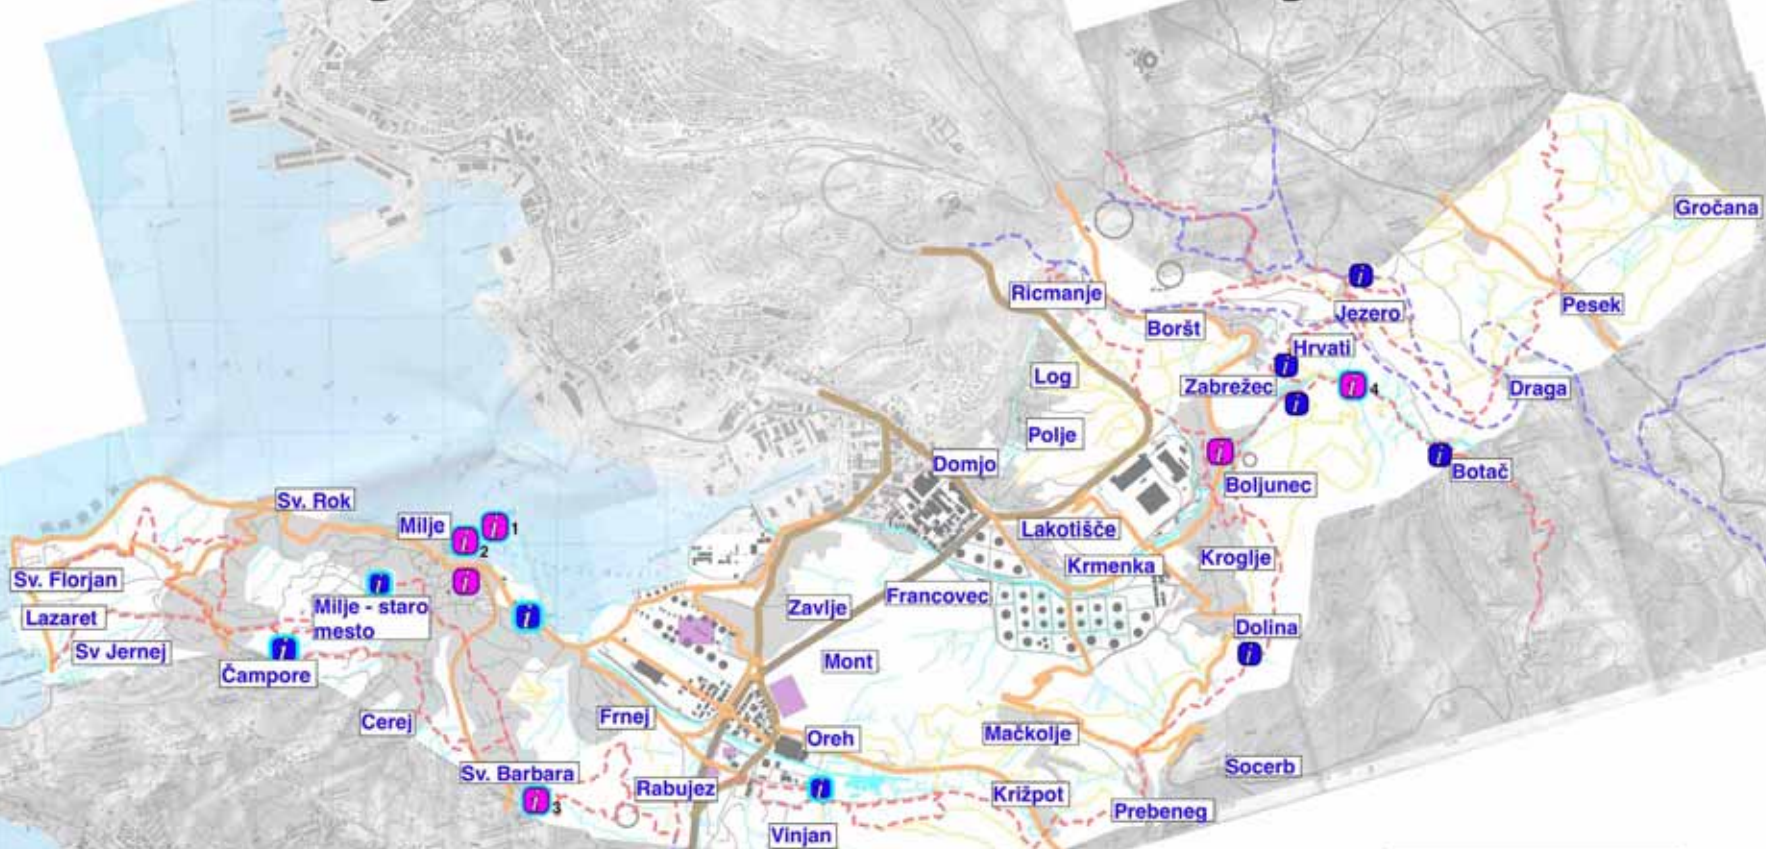 Gročana
Ricmanje
Pesek
Jezero
Boršt
Hrvati
Log
Zabrežec
4
Draga
Polje
Domjo
Botač
Boljunec
Sv. Rok
Milje
1
2
Lakotišče
Kroglje
Krmenka
Sv. Florjan
Francovec
Zavlje
Milje - staro
mesto
Lazaret
Dolina
Sv Jernej
Mont
Čampore
Cerej
Frnej
Mačkolje
Oreh
Socerb
Sv. Barbara
Rabujez
Križpot
3
Prebeneg
Vinjan